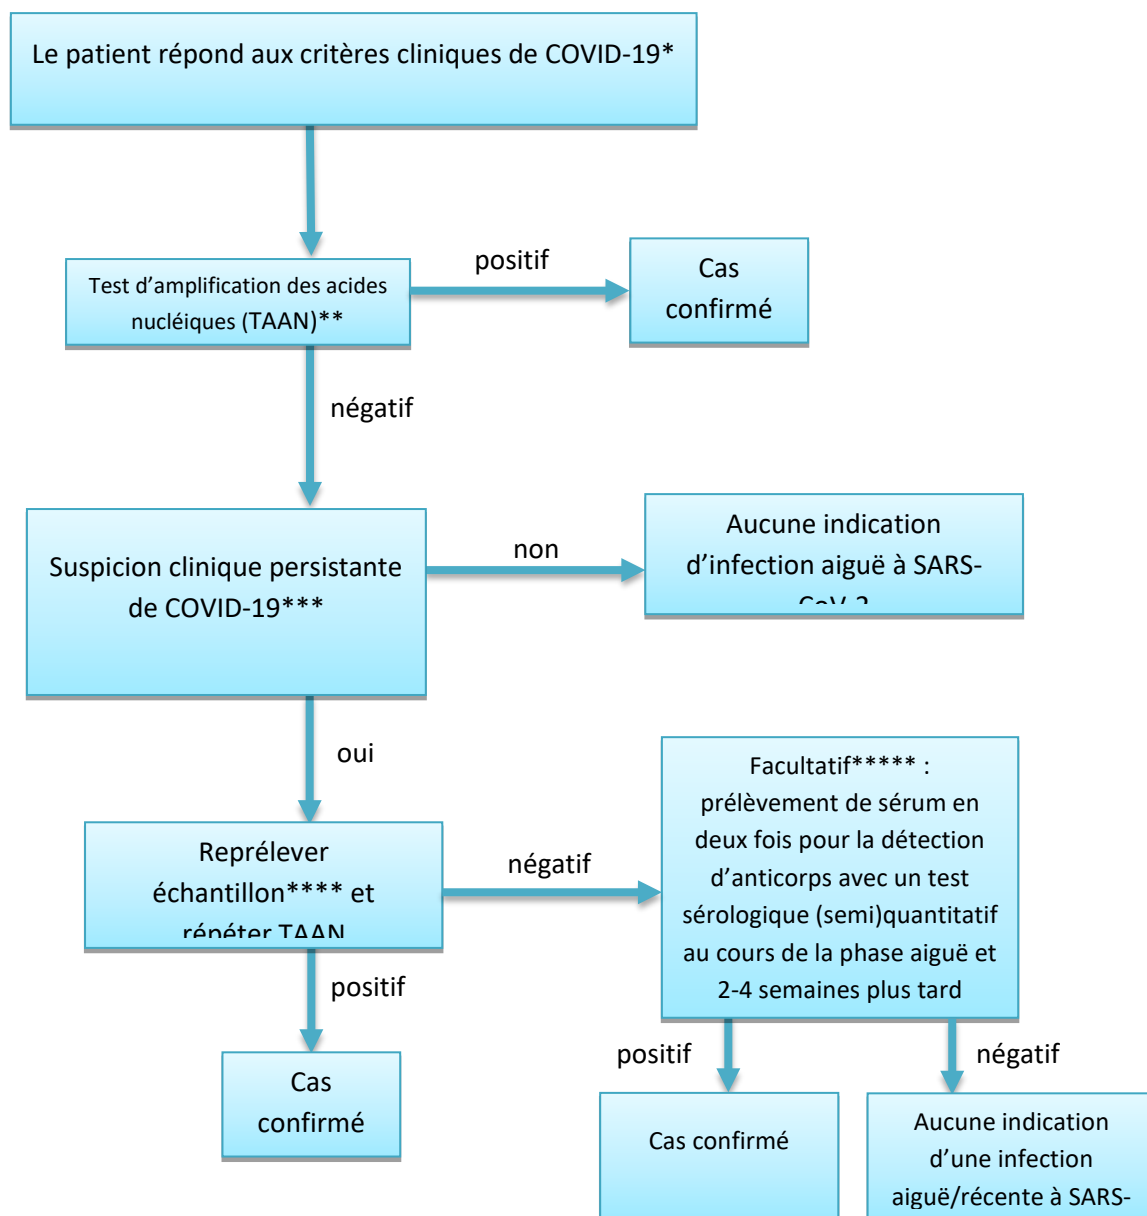 Le patient répond aux critères cliniques de COVID-19*
positif
Cas
confirmé
Test d’amplification des acides
nucléiques (TAAN)**
négatif
Suspicion clinique persistante
de COVID-19***
non
Aucune indication
d’infection aiguë à SARS-
CoV-2
oui
Reprélever
échantillon**** et
répéter TAAN
négatif
Facultatif***** :
prélèvement de sérum en
deux fois pour la détection
d’anticorps avec un test
sérologique (semi)quantitatif
au cours de la phase aiguë et
2-4 semaines plus tard
positif
Cas
confirmé
positif
négatif
Cas confirmé
Aucune indication
d’une infection
aiguë/récente à SARS-